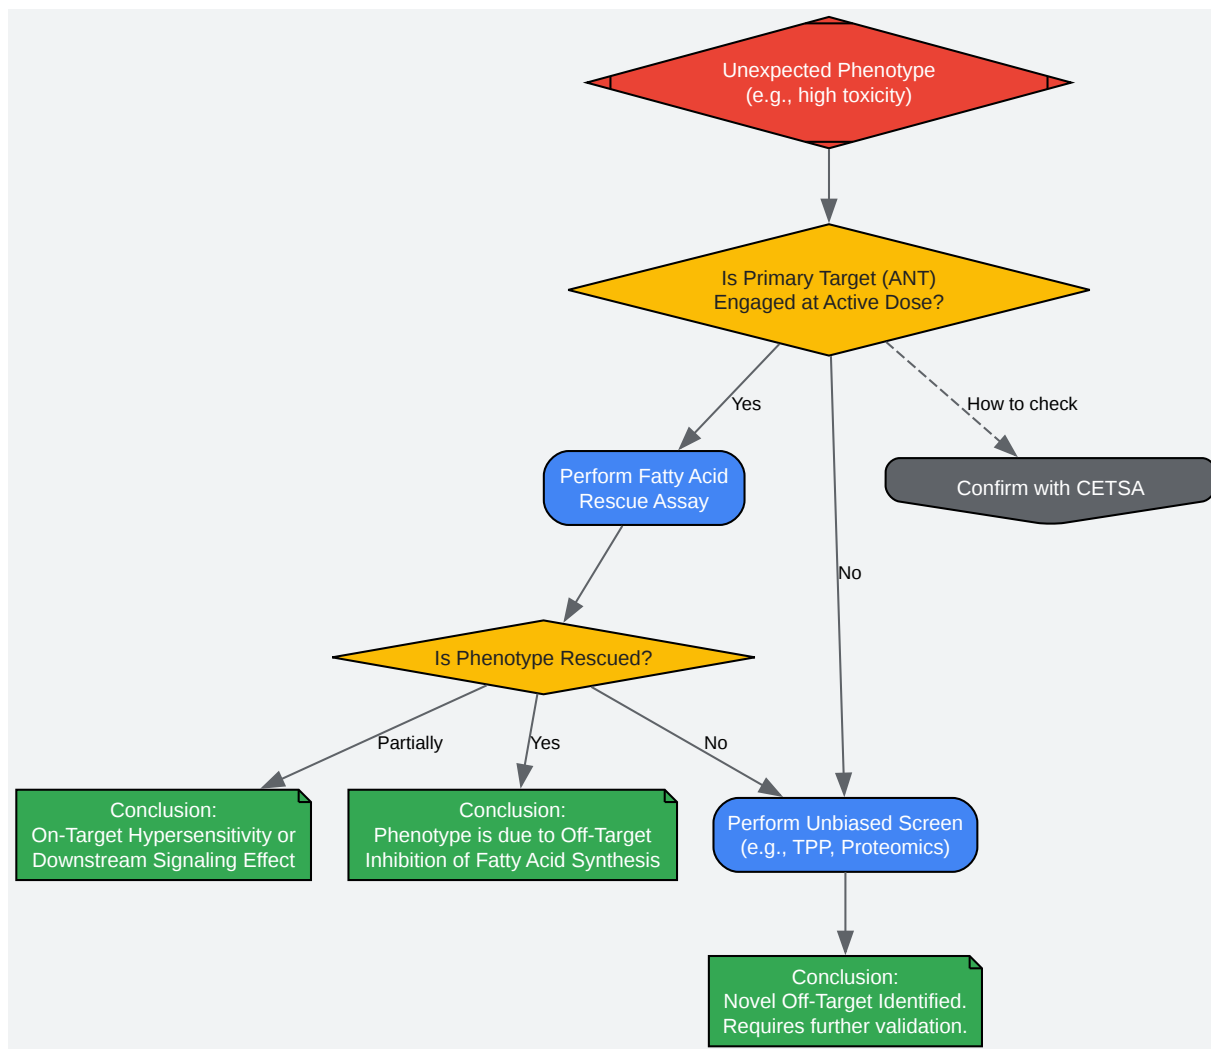 Unexpected Phenotype
(e.g., high toxicity)
Is Primary Target (ANT)
Engaged at Active Dose?
Yes
How to check
Perform Fatty Acid
Rescue Assay
Confirm with CETSA
No
Is Phenotype Rescued?
Partially
Yes
No
Conclusion:
On-Target Hypersensitivity or
Downstream Signaling Effect
Conclusion:
Phenotype is due to Off-Target
Inhibition of Fatty Acid Synthesis
Perform Unbiased Screen
(e.g., TPP, Proteomics)
Conclusion:
Novel Off-Target Identified.
Requires further validation.